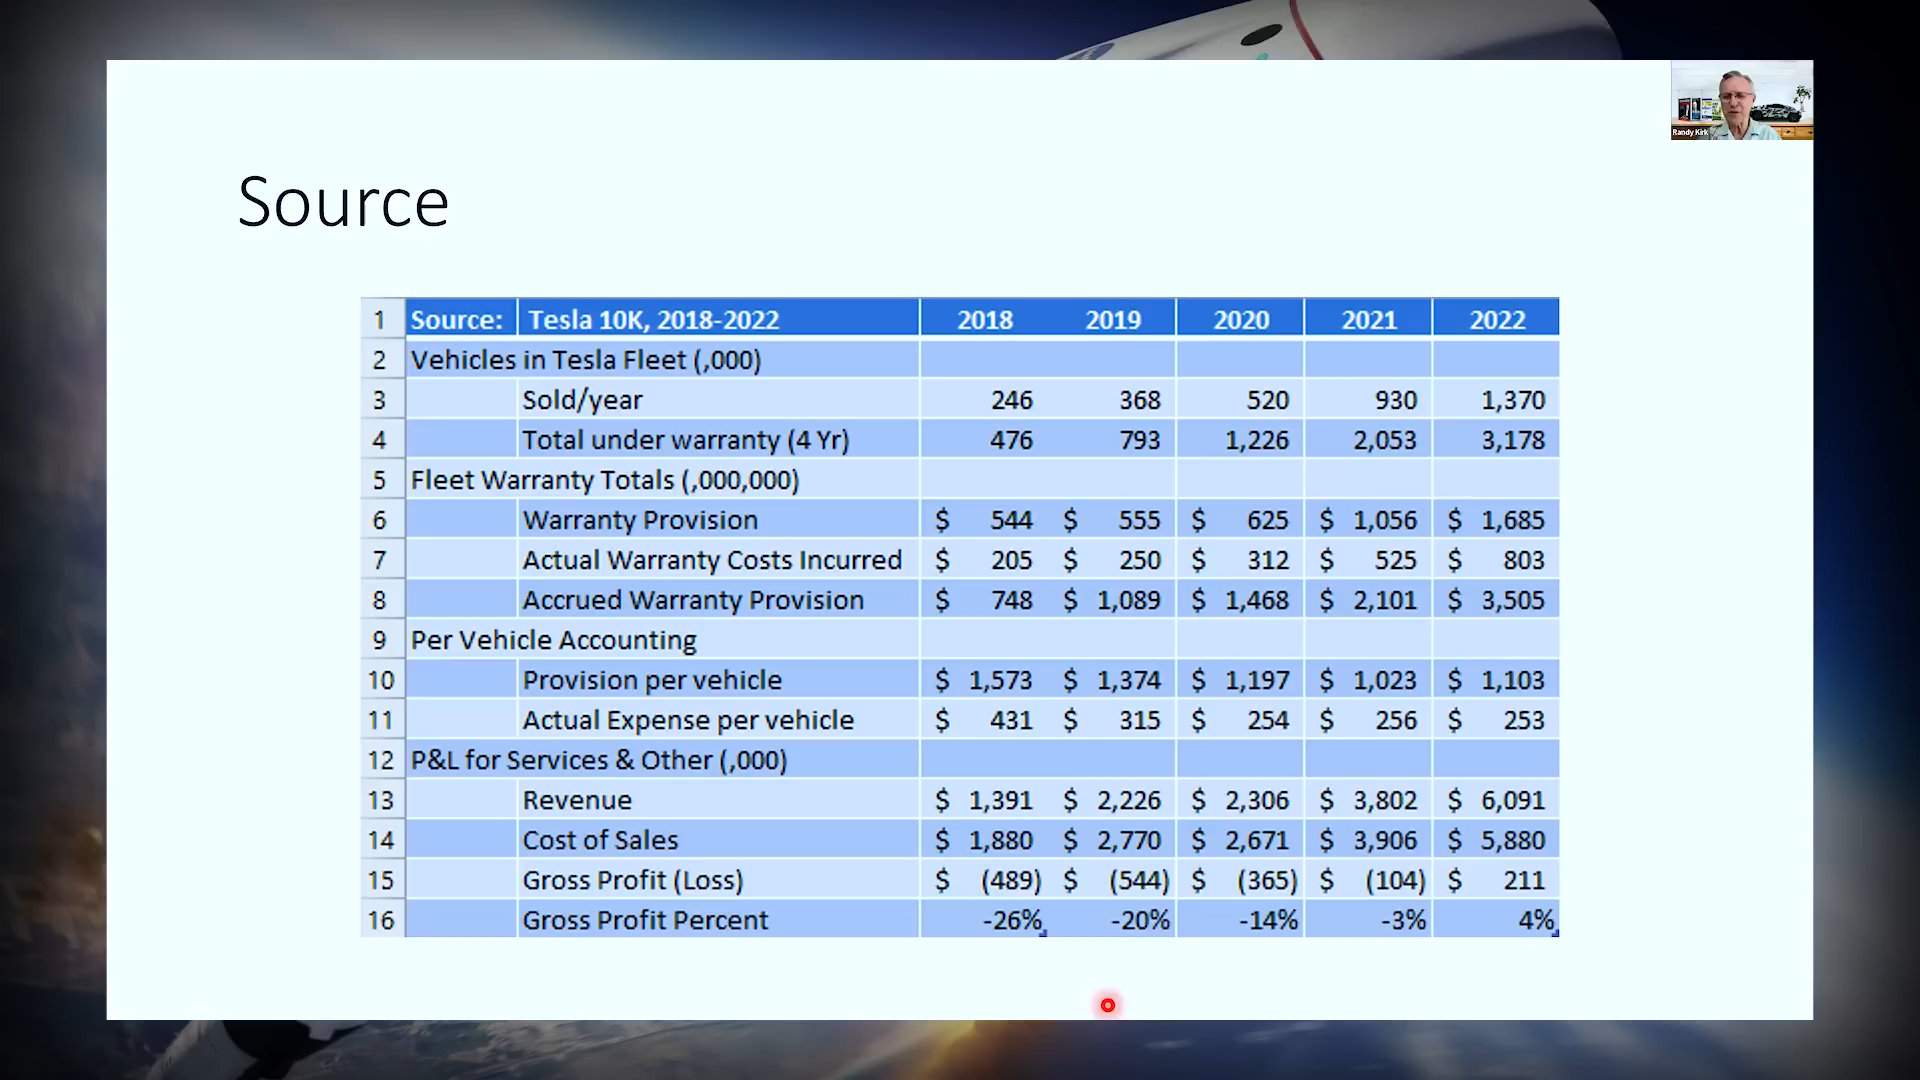 Randy Kirk
Source
1 Source: Tesla 10K, 2018-2022 2018 2019 2020 2021 2022
2 Vehicles in Tesla Fleet (,000)
3 Sold/year 246 368 520 930 1,370
4 Total under warranty (4 Yr) 476 793 1,226 2,053 3,178
5 Fleet Warranty Totals (,000,000)
6 Warranty Provision $ 544 $ 555 $ 625 $ 1,056 $ 1,685
7 Actual Warranty Costs Incurred $ 205 $ 250 $ 312 $ 525 $ 803
8 Accrued Warranty Provision $ 748 $ 1,089 $ 1,468 $ 2,101 $ 3,505
9 Per Vehicle Accounting
10 Provision per vehicle $ 1,573 $ 1,374 $ 1,197 $ 1,023 $ 1,103
11 Actual Expense per vehicle $ 431 $ 315 $ 254 $ 256 $ 253
12 P&L for Services & Other (,000)
13 Revenue $ 1,391 $ 2,226 $ 2,306 $ 3,802 $ 6,091
14 Cost of Sales $ 1,880 $ 2,770 $ 2,671 $ 3,906 $ 5,880
15 Gross Profit (Loss) $ (489) $ (544) $ (365) $ (104) $ 211
16 Gross Profit Percent -26% -20% -14% -3% 4%